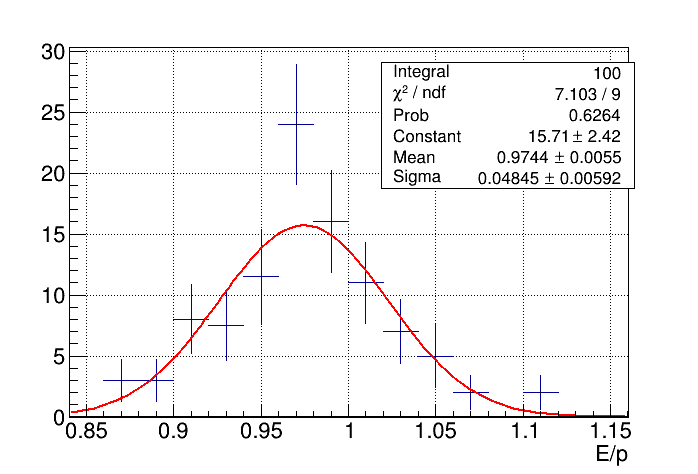 30
25
20
15
10
5
0
Integral 100
χ² / ndf 7.103 / 9
Prob 0.6264
Constant 15.71 ± 2.42
Mean 0.9744 ± 0.0055
Sigma 0.04845 ± 0.00592
0.85 0.9 0.95 1 1.05 1.1 1.15
E/p